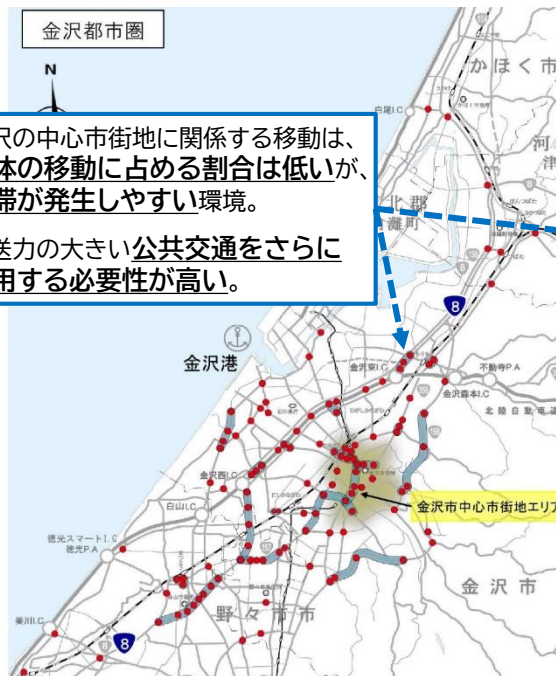 金沢都市圏
N
かほく市
白尾I.C
沢の中心市街地に関係する移動は、
体の移動に占める割合は低いが、
帯が発生しやすい環境。
送力の大きい公共交通をさらに
用する必要性が高い。
河
津
北郡
灘町
8
金沢港
金沢東I.C
不動寺P.A
金沢森本I.C
北陸自動車道
金沢西I.C
白山I.C
金沢市中心市街地エリア
徳光スマートI.C
徳光P.A
金沢市
野々市市
美川I.C
8